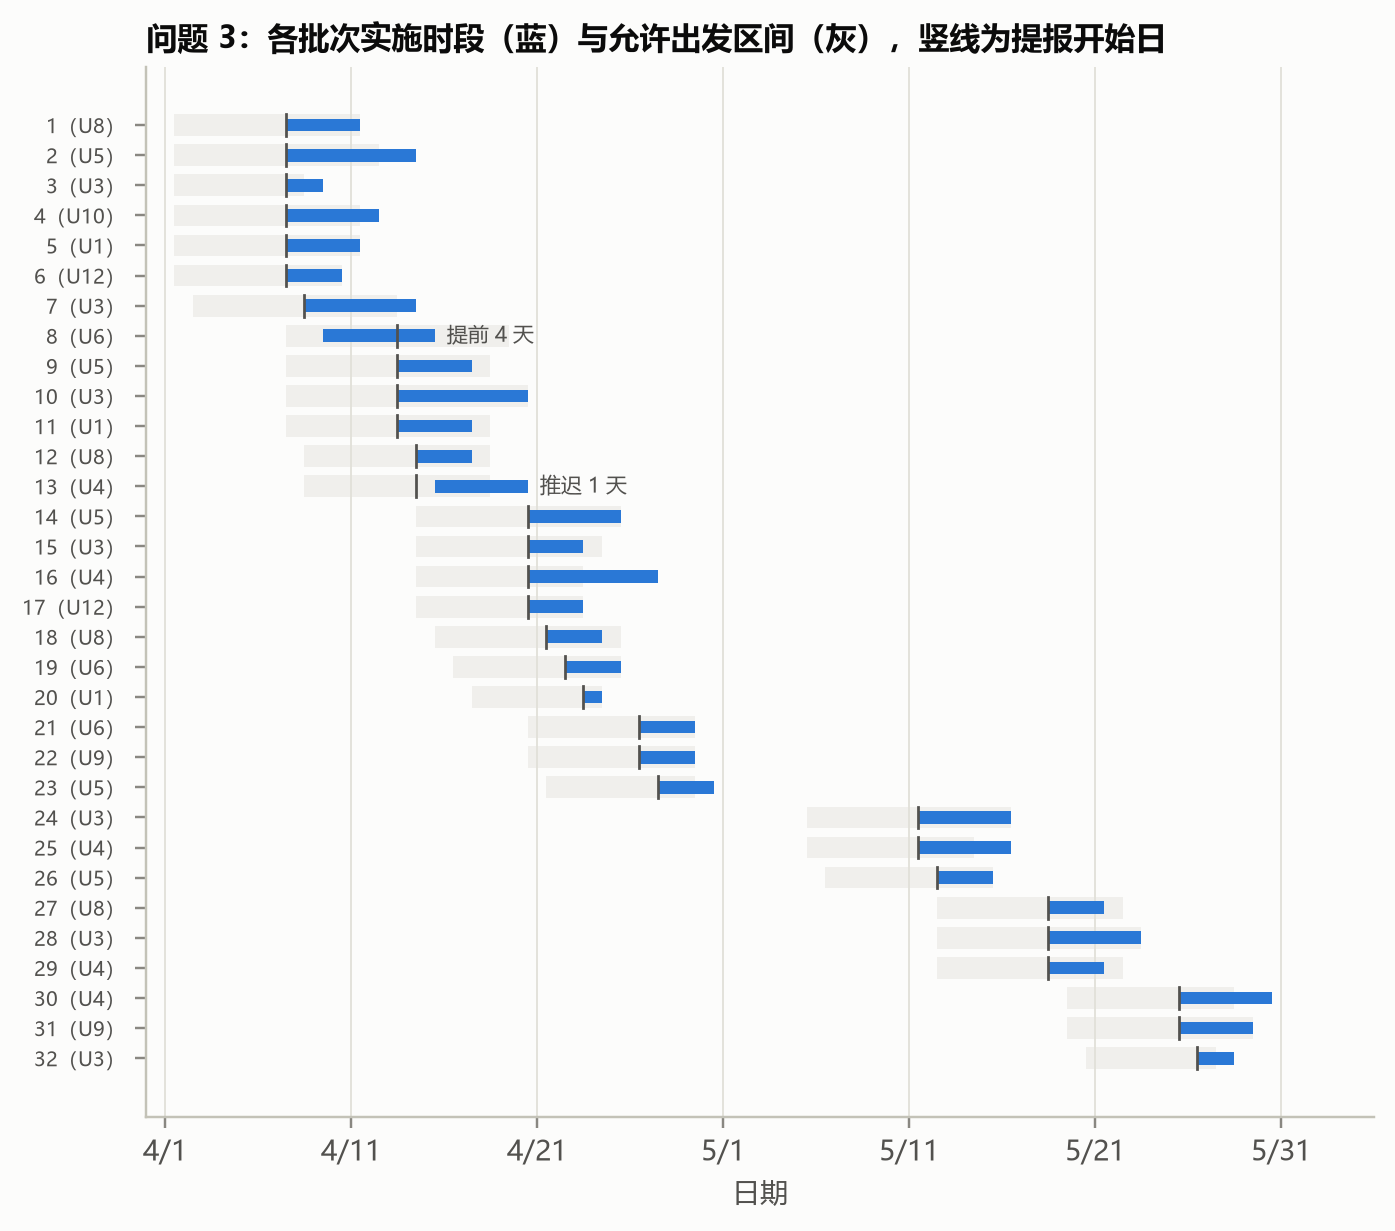 问题 3：各批次实施时段（蓝）与允许出发区间（灰），竖线为提报开始日
1 (U8)
2 (U5)
3 (U3)
4 (U10)
5 (U1)
6 (U12)
7 (U3)
8 (U6) 提前 4 天
9 (U5)
10 (U3)
11 (U1)
12 (U8)
13 (U4) 推迟 1 天
14 (U5)
15 (U3)
16 (U4)
17 (U12)
18 (U8)
19 (U6)
20 (U1)
21 (U6)
22 (U9)
23 (U5)
24 (U3)
25 (U4)
26 (U5)
27 (U8)
28 (U3)
29 (U4)
30 (U4)
31 (U9)
32 (U3)
4/1 4/11 4/21 5/1 5/11 5/21 5/31
日期